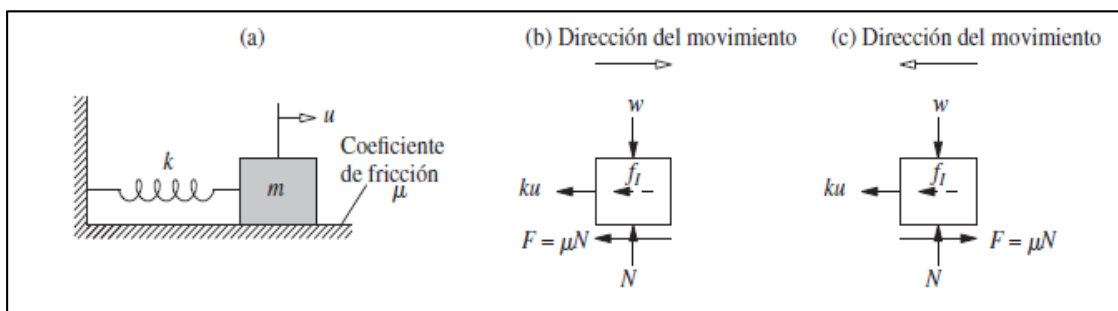 (a)
(b) Dirección del movimiento
(c) Dirección del movimiento
u
k
m
Coeficiente
de fricción
μ
w
f_I
ku
F = μN
N
w
f_I
ku
F = μN
N